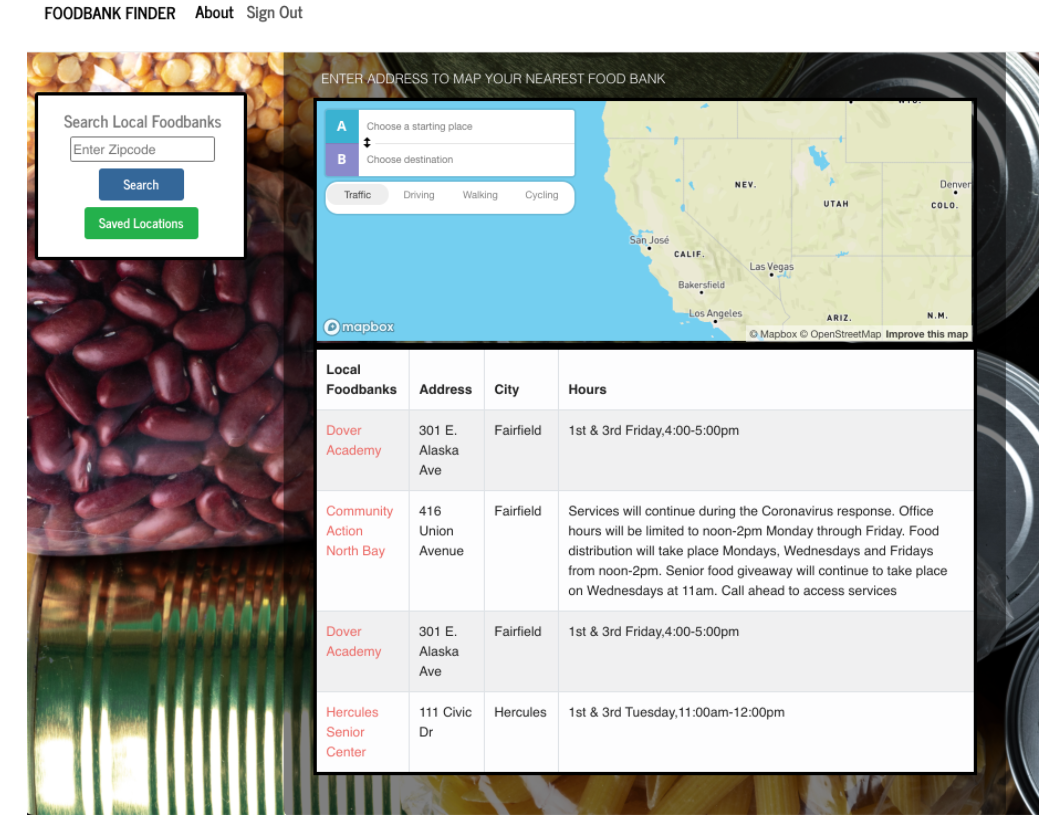 FOODBANK FINDER About Sign Out
ENTER ADDRESS TO MAP YOUR NEAREST FOOD BANK
Search Local Foodbanks
Enter Zipcode
Search
Saved Locations
A Choose a starting place
B Choose destination
Traffic Driving Walking Cycling
NEV.
UTAH
Denver
COLO.
San José
CALIF.
Las Vegas
Bakersfield
Los Angeles
ARIZ.
N.M.
mapbox
© Mapbox © OpenStreetMap Improve this map
Local
Foodbanks Address City Hours
Dover 301 E. Fairfield 1st & 3rd Friday,4:00-5:00pm
Academy Alaska
Ave
Community 416 Fairfield Services will continue during the Coronavirus response. Office
Action Union hours will be limited to noon-2pm Monday through Friday. Food
North Bay Avenue distribution will take place Mondays, Wednesdays and Fridays
from noon-2pm. Senior food giveaway will continue to take place
on Wednesdays at 11am. Call ahead to access services
Dover 301 E. Fairfield 1st & 3rd Friday,4:00-5:00pm
Academy Alaska
Ave
Hercules 111 Civic Hercules 1st & 3rd Tuesday,11:00am-12:00pm
Senior Dr
Center